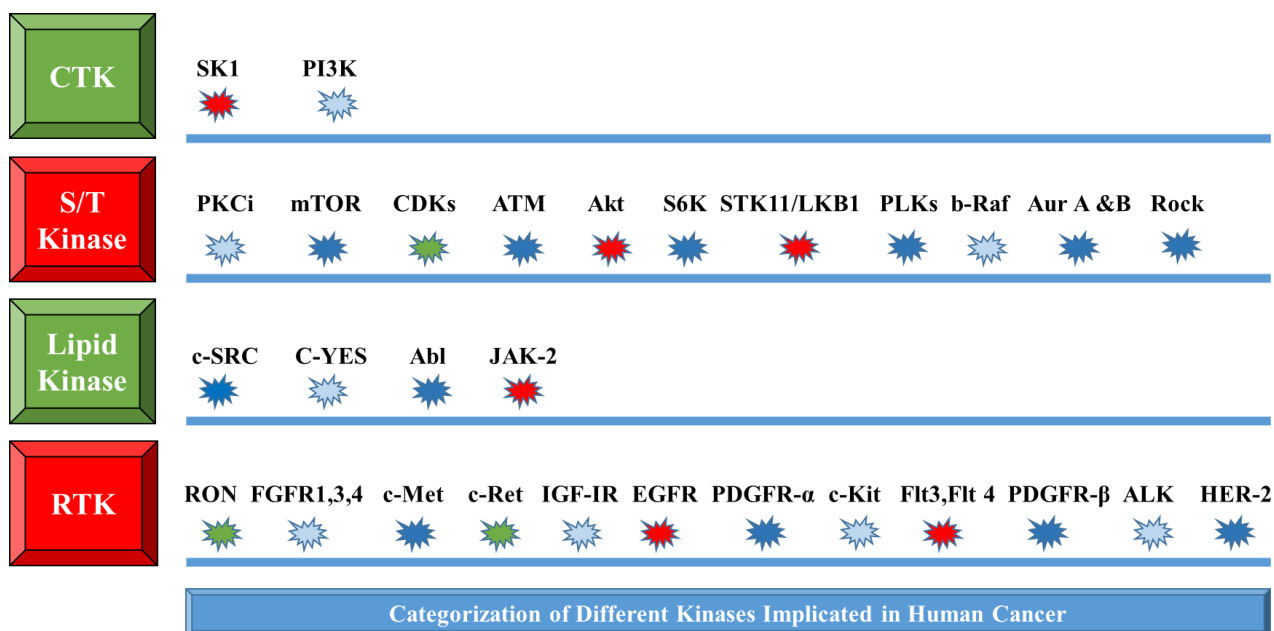 CTK
SK1 PI3K
S/T
Kinase
PKCi mTOR CDKs ATM Akt S6K STK11/LKB1 PLKs b-Raf Aur A &B Rock
Lipid
Kinase
c-SRC C-YES Abl JAK-2
RTK
RON FGFR1,3,4 c-Met c-Ret IGF-IR EGFR PDGFR-α c-Kit Flt3,Flt 4 PDGFR-β ALK HER-2
Categorization of Different Kinases Implicated in Human Cancer